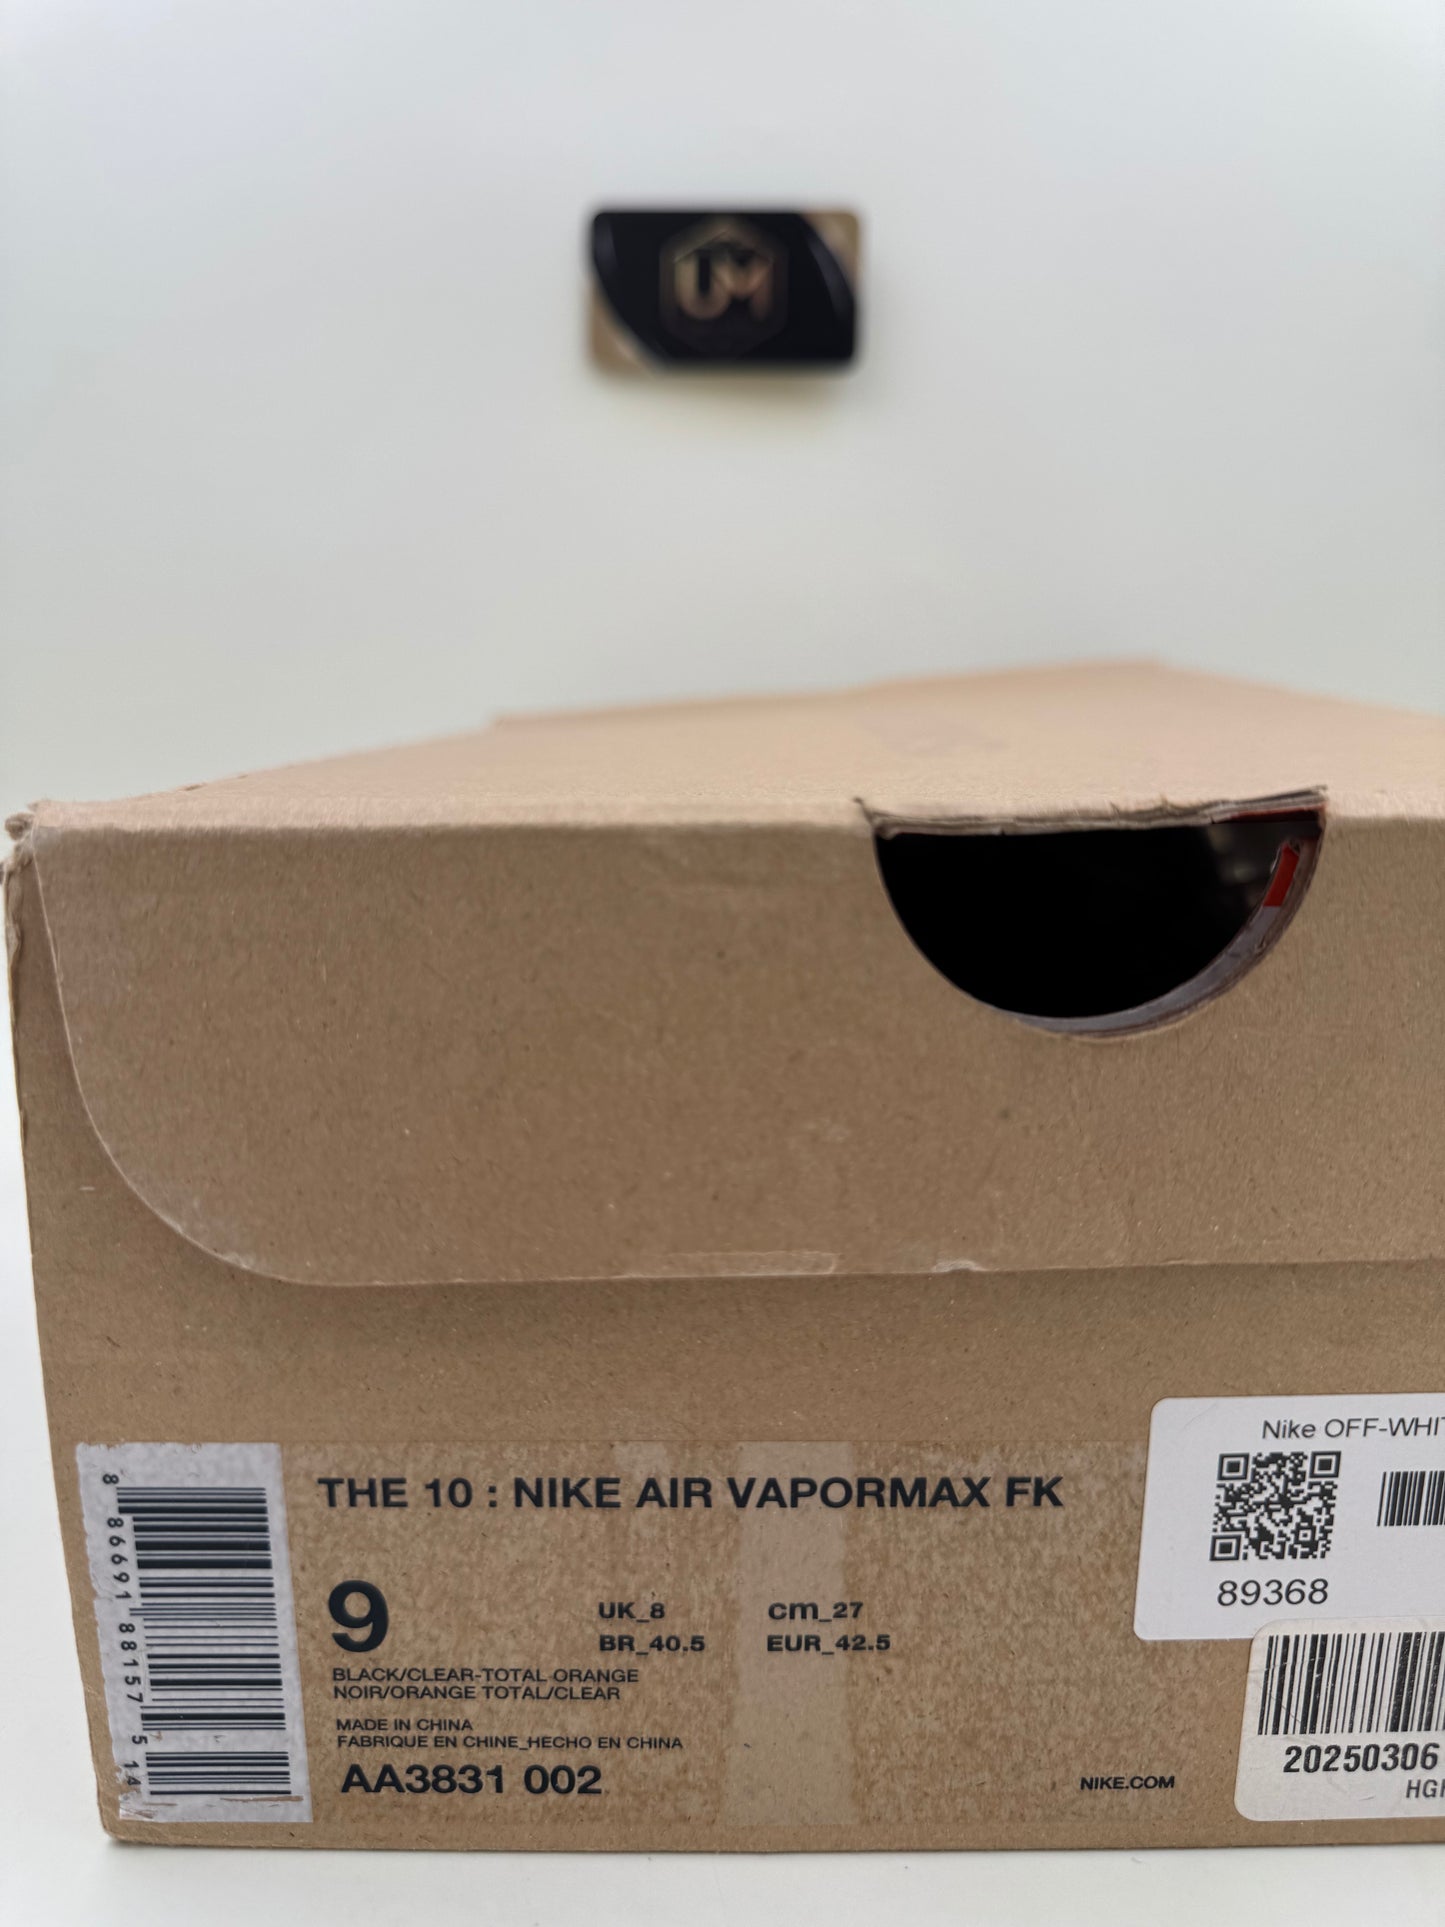 UM
Nike OFF-WHIT
89368
THE 10 : NIKE AIR VAPORMAX FK
9
UK_8 cm_27
BR_40.5 EUR_42.5
BLACK/CLEAR-TOTAL ORANGE
NOIR/ORANGE TOTAL/CLEAR
MADE IN CHINA
FABRIQUE EN CHINE_HECHO EN CHINA
AA3831 002
NIKE.COM
8 86691 88157 5 14
20250306
HGH